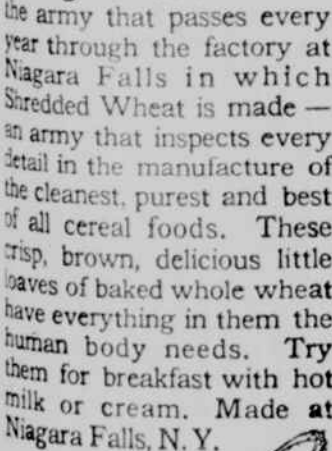 the army that passes every
year through the factory at
Niagara Falls in which
Shredded Wheat is made —
an army that inspects every
detail in the manufacture of
the cleanest, purest and best
of all cereal foods. These
crisp, brown, delicious little
loaves of baked whole wheat
have everything in them the
human body needs. Try
them for breakfast with hot
milk or cream. Made at
Niagara Falls, N. Y.